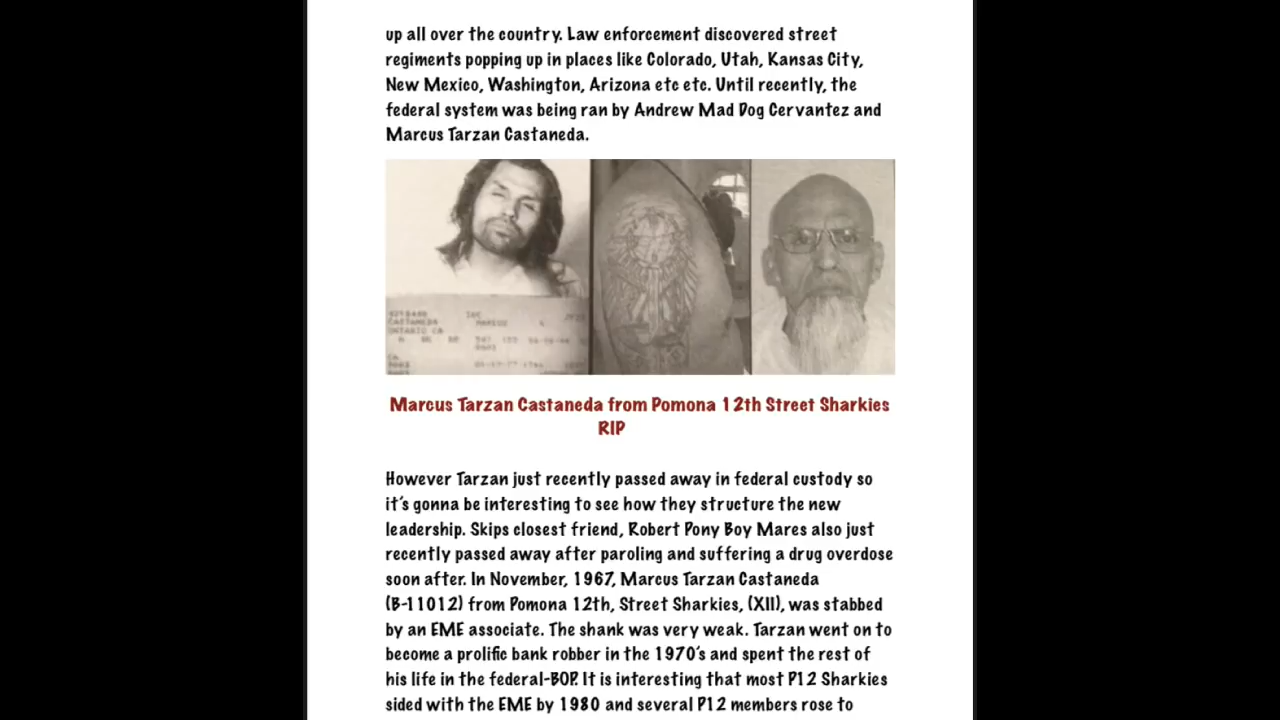 up all over the country. Law enforcement discovered street
regiments popping up in places like Colorado, Utah, Kansas City,
New Mexico, Washington, Arizona etc etc. Until recently, the
federal system was being ran by Andrew Mad Dog Cervantez and
Marcus Tarzan Castaneda.
CASTANEDA MARCUS
ONTARIO CA
CA
Marcus Tarzan Castaneda from Pomona 12th Street Sharkies
RIP
However Tarzan just recently passed away in federal custody so
it's gonna be interesting to see how they structure the new
leadership. Skips closest friend, Robert Pony Boy Mares also just
recently passed away after paroling and suffering a drug overdose
soon after. In November, 1967, Marcus Tarzan Castaneda
(B-11012) from Pomona 12th, Street Sharkies, (XII), was stabbed
by an EME associate. The shank was very weak. Tarzan went on to
become a prolific bank robber in the 1970's and spent the rest of
his life in the federal-BOP. It is interesting that most P12 Sharkies
sided with the EME by 1980 and several P12 members rose to